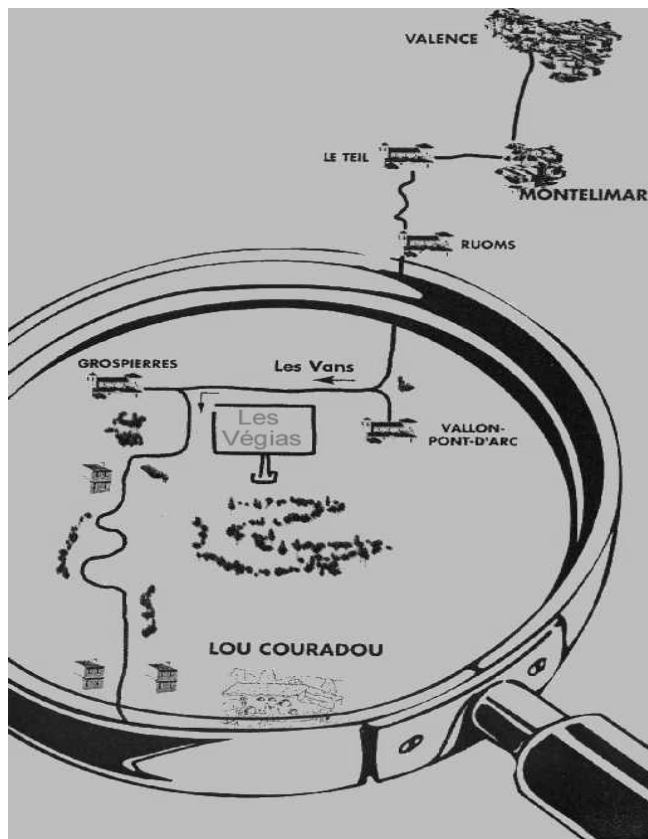 VALENCE
LE TEIL
MONTELIMAR
RUOMS
GROSPIERRES
Les Vans
Les
Végias
VALLON-
PONT-D'ARC
LOU COURADOU